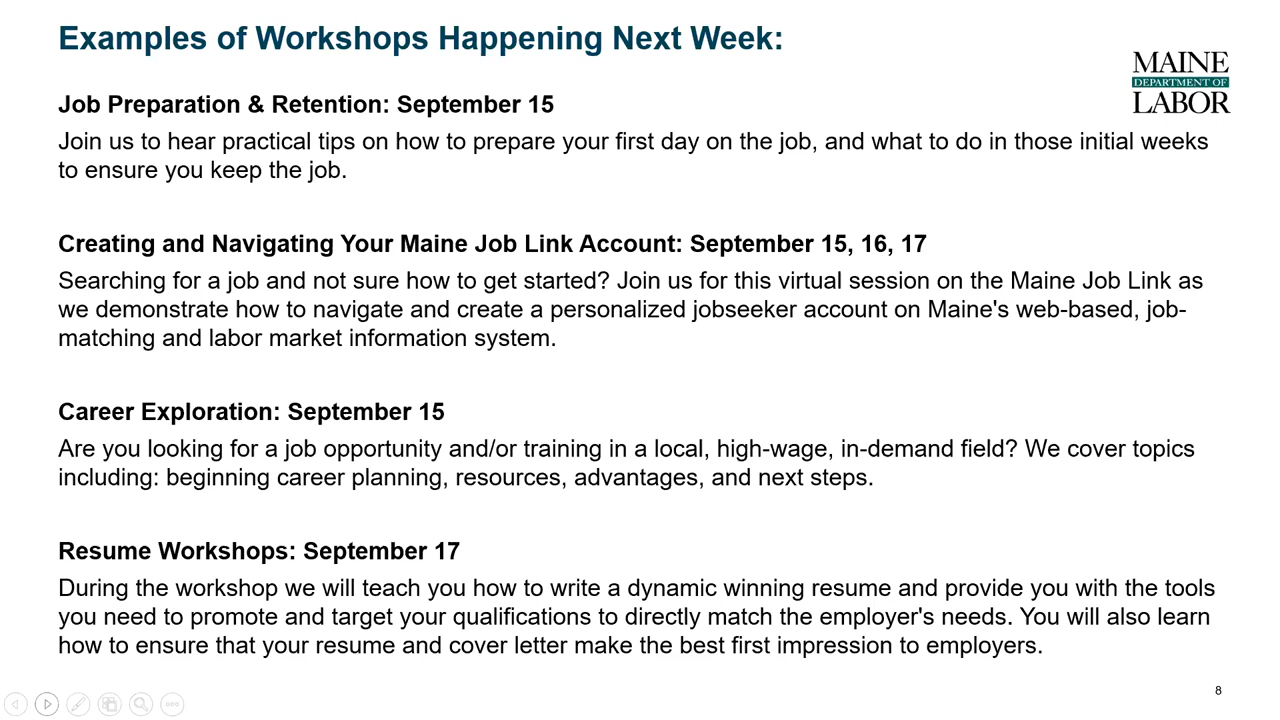 Examples of Workshops Happening Next Week:
MAINE
DEPARTMENT OF
LABOR
Job Preparation & Retention: September 15
Join us to hear practical tips on how to prepare your first day on the job, and what to do in those initial weeks
to ensure you keep the job.
Creating and Navigating Your Maine Job Link Account: September 15, 16, 17
Searching for a job and not sure how to get started? Join us for this virtual session on the Maine Job Link as
we demonstrate how to navigate and create a personalized jobseeker account on Maine's web-based, job-
matching and labor market information system.
Career Exploration: September 15
Are you looking for a job opportunity and/or training in a local, high-wage, in-demand field? We cover topics
including: beginning career planning, resources, advantages, and next steps.
Resume Workshops: September 17
During the workshop we will teach you how to write a dynamic winning resume and provide you with the tools
you need to promote and target your qualifications to directly match the employer's needs. You will also learn
how to ensure that your resume and cover letter make the best first impression to employers.
8